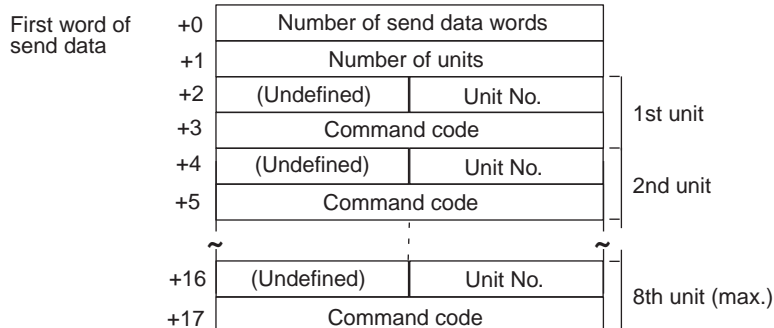 First word of
send data
+0 Number of send data words
+1 Number of units
+2 (Undefined) Unit No.
+3 Command code
1st unit
+4 (Undefined) Unit No.
+5 Command code
2nd unit
~ ~
+16 (Undefined) Unit No.
+17 Command code
8th unit (max.)